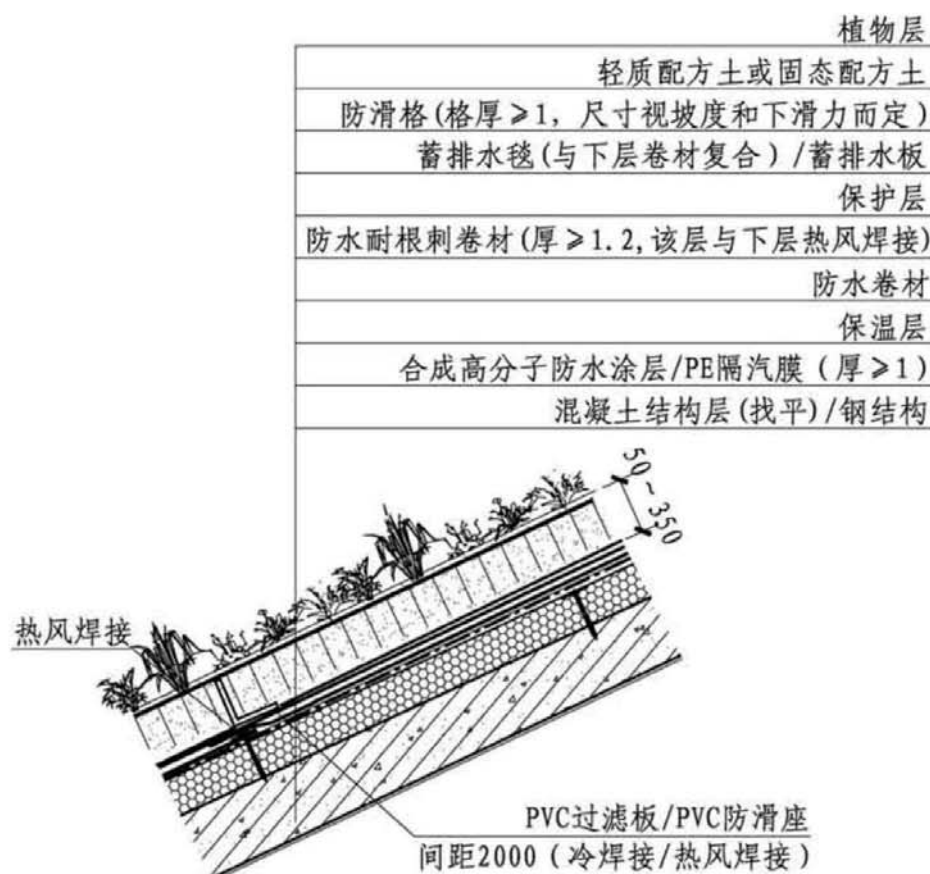 植物层
轻质配方土或固态配方土
防滑格(格厚≥1, 尺寸视坡度和下滑力而定)
蓄排水毯(与下层卷材复合)/蓄排水板
保护层
防水耐根刺卷材(厚≥1.2,该层与下层热风焊接)
防水卷材
保温层
合成高分子防水涂层/PE隔汽膜(厚≥1)
混凝土结构层(找平)/钢结构
50~350
热风焊接
PVC过滤板/PVC防滑座
间距2000(冷焊接/热风焊接)